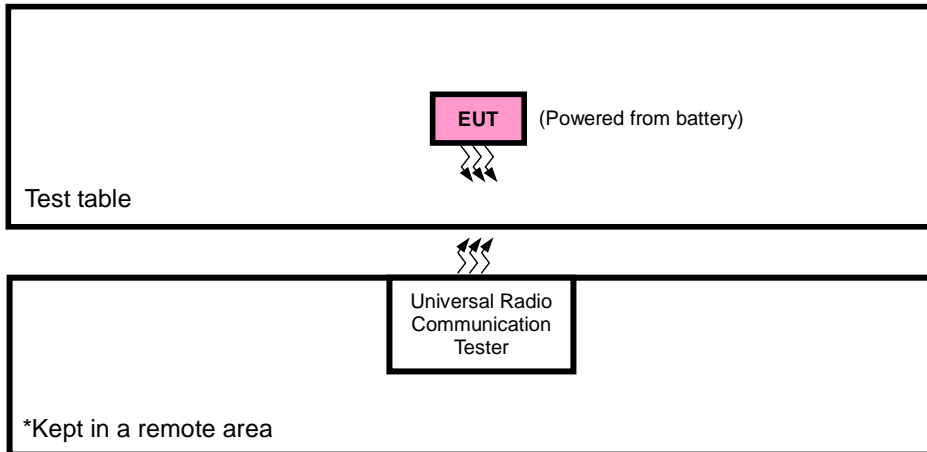 EUT
(Powered from battery)
Test table
Universal Radio
Communication
Tester
*Kept in a remote area